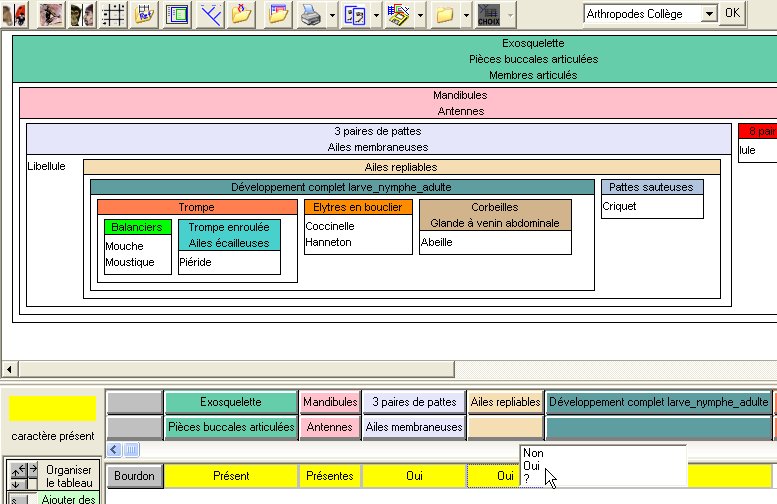 Arthropodes Collège OK
CHOIX
Exosquelette
Pièces buccales articulées
Membres articulés
Mandibules
Antennes
3 paires de pattes
Ailes membraneuses
8 pair
Iule
Libellule
Ailes repliables
Développement complet larve_nymphe_adulte
Pattes sauteuses
Criquet
Trompe
Elytres en bouclier
Corbeilles
Glande à venin abdominale
Balanciers
Trompe enroulée
Ailes écailleuses
Coccinelle
Hanneton
Abeille
Mouche
Moustique
Piéride
caractère présent
Exosquelette Mandibules 3 paires de pattes Ailes repliables Développement complet larve_nymphe_adulte
Pièces buccales articulées Antennes Ailes membraneuses
Non
Oui
?
Organiser
le tableau
Bourdon Présent Présentes Oui Oui
Ajouter des